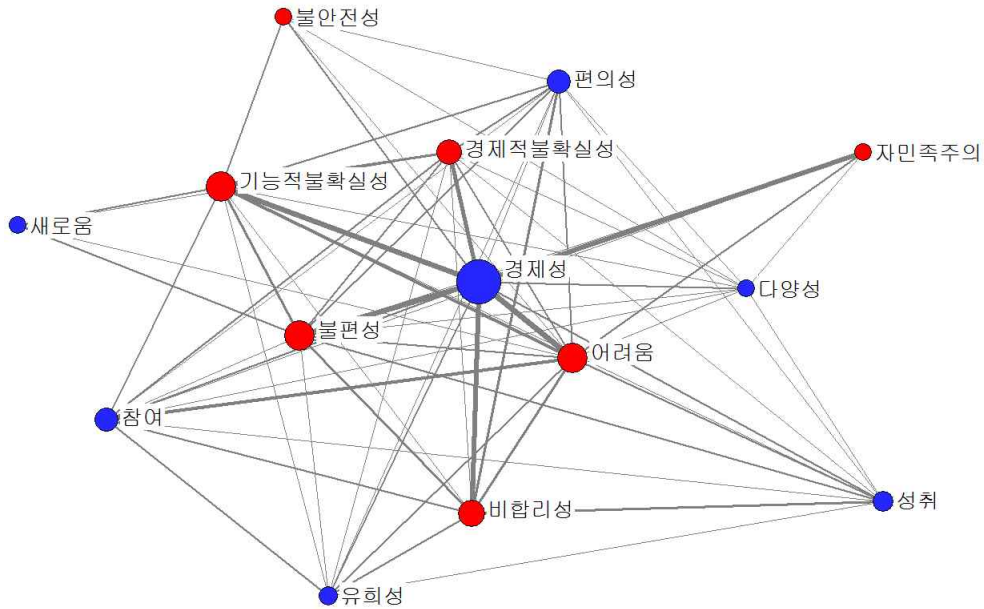 불안전성
편의성
경제적불확실성
자민족주의
기능적불확실성
새로움
경제성
다양성
불편성
어려움
참여
성취
비합리성
유희성